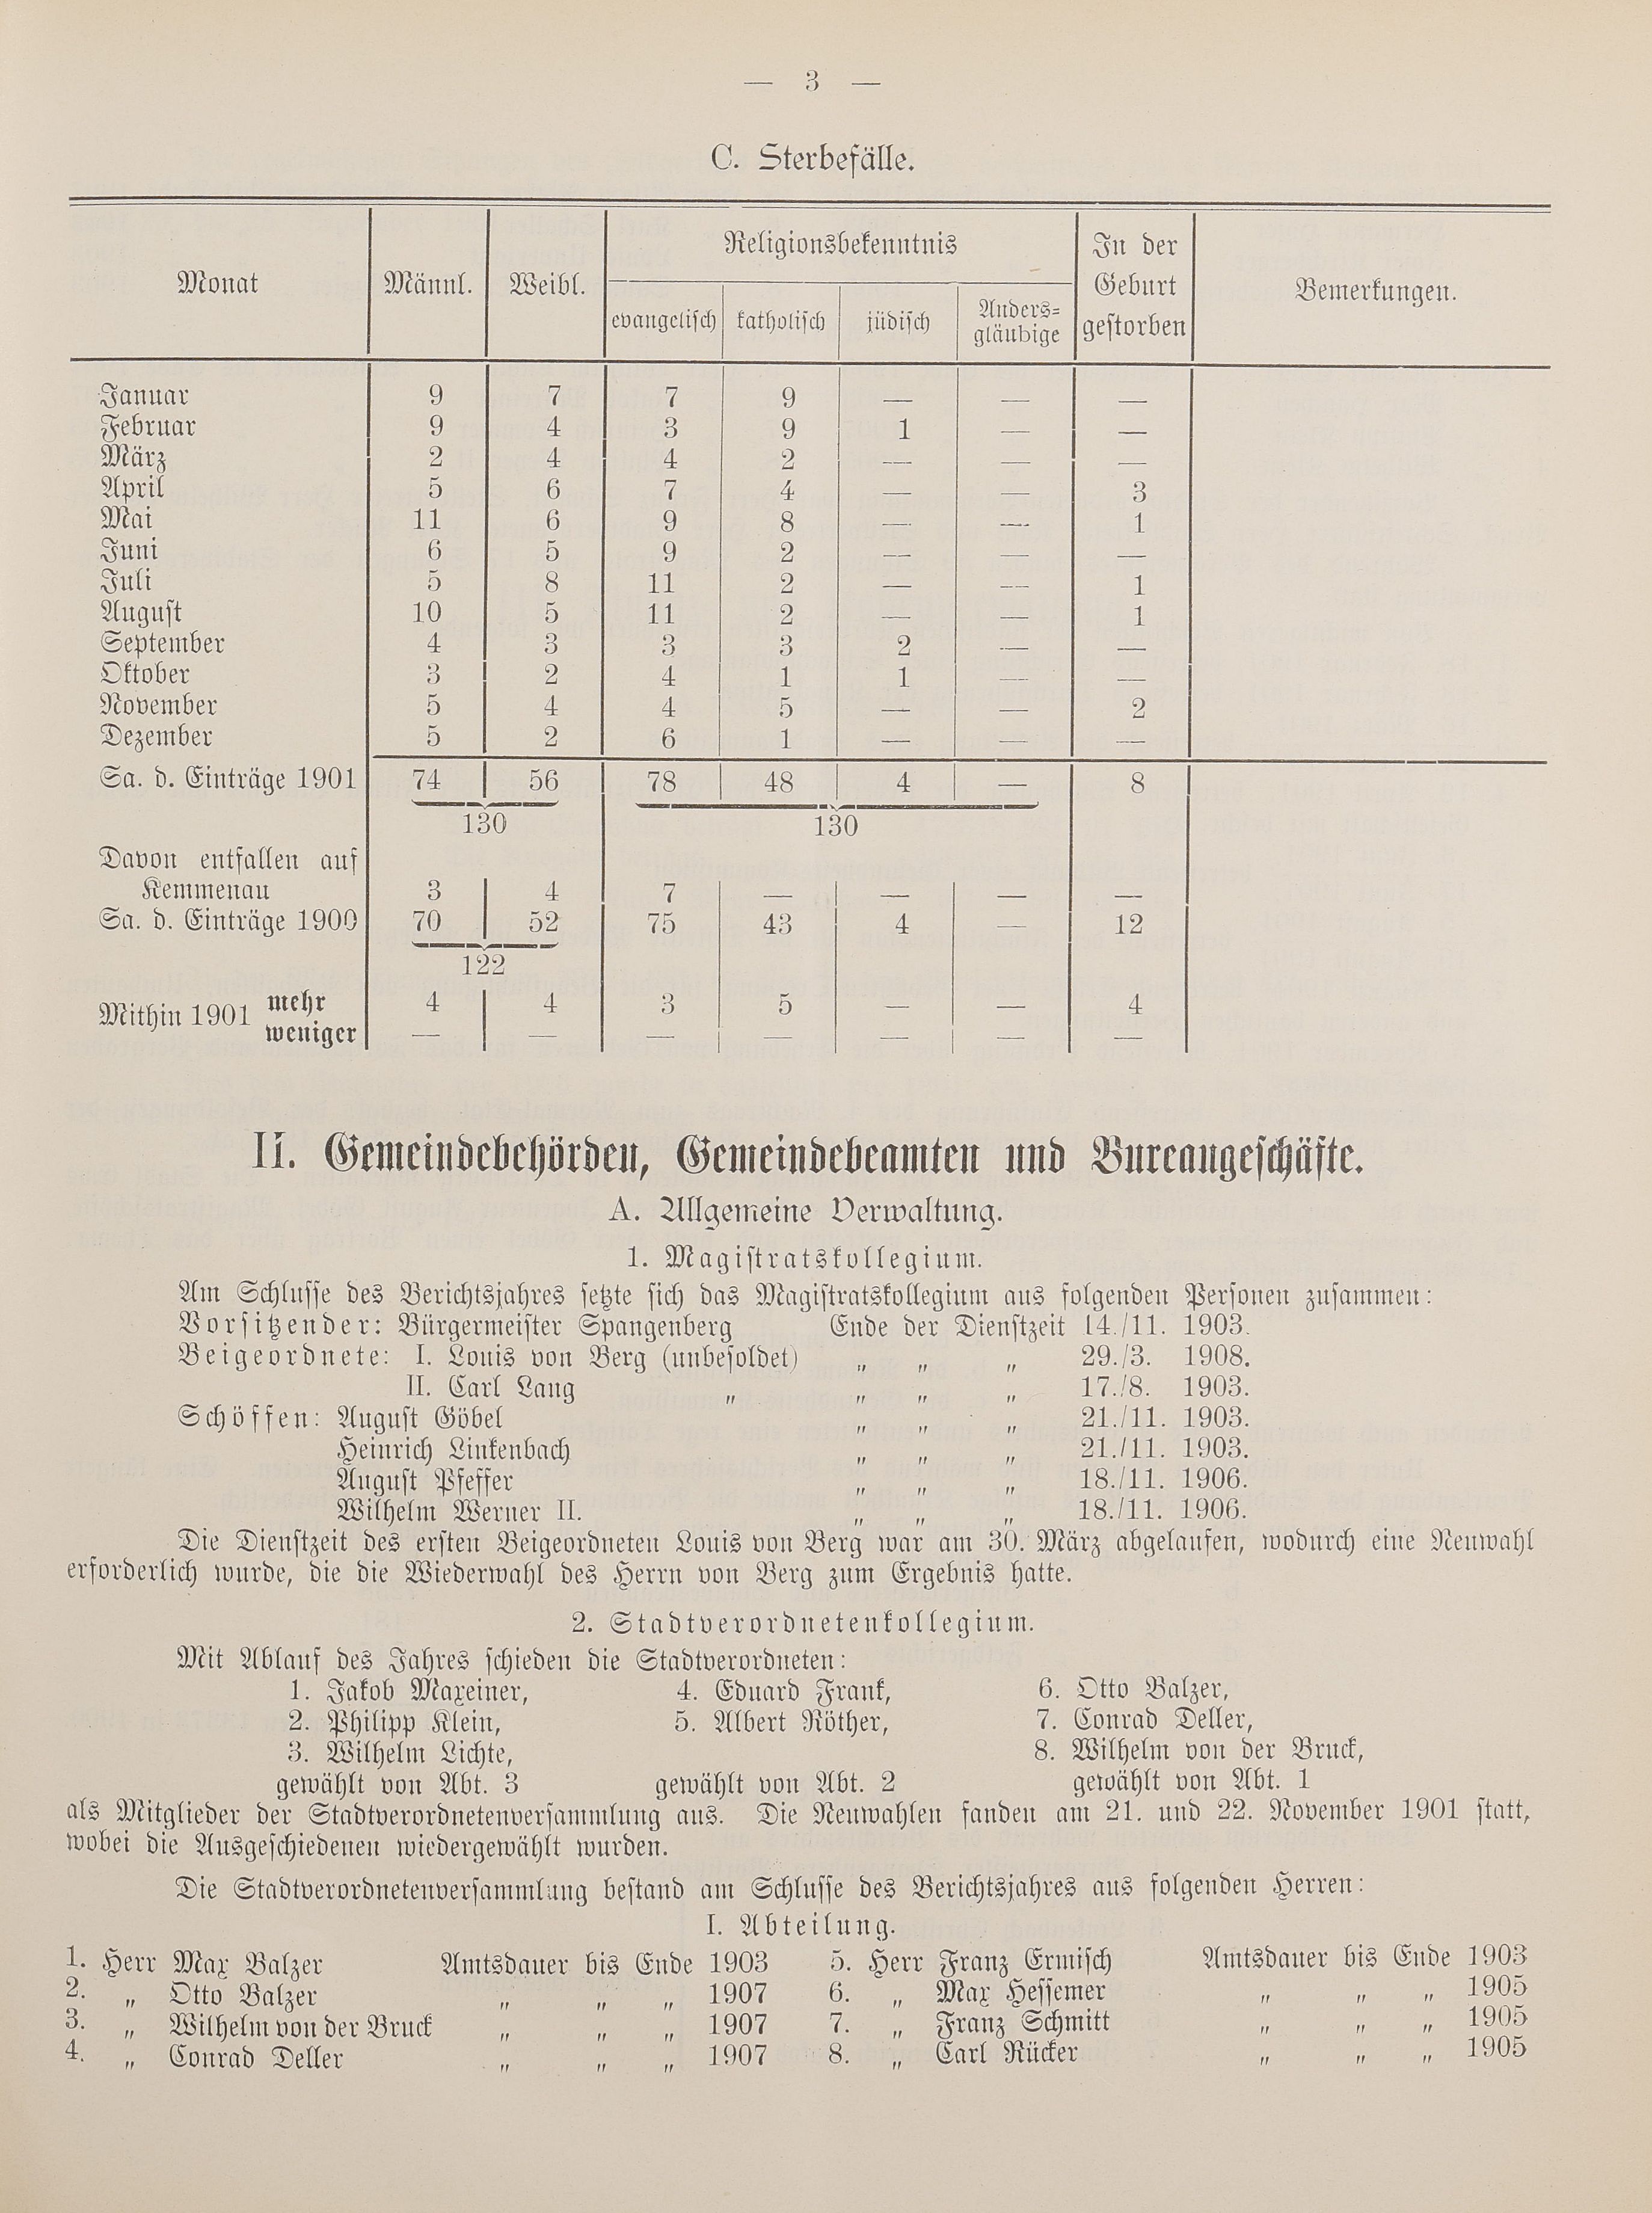 — 3 —
C. Sterbefälle.
Monat Männl. Weibl. Religionsbekenntnis In der Geburt gestorben Bemerkungen.
evangelisch katholisch jüdisch Anders-gläubige
Januar 9 7 7 9 — — —
Februar 9 4 3 9 1 — —
März 2 4 4 2 — — —
April 5 6 7 4 — — 3
Mai 11 6 9 8 — — 1
Juni 6 5 9 2 — — —
Juli 5 8 11 2 — — 1
August 10 5 11 2 — — 1
September 4 3 3 3 2 — —
Oktober 3 2 4 1 1 — —
November 5 4 4 5 — — 2
Dezember 5 2 6 1 — — —
Sa. d. Einträge 1901 74 56 78 48 4 — 8
130 130
Davon entfallen auf
Kemmenau 3 4 7 — — — —
Sa. d. Einträge 1900 70 52 75 43 4 — 12
122
Mithin 1901 mehr 4 4 3 5 — — 4
weniger — — — — — — —
II. Gemeindebehörden, Gemeindebeamten und Bureaugeschäfte.
A. Allgemeine Verwaltung.
1. Magistratskollegium.
Am Schlusse des Berichtsjahres setzte sich das Magistratskollegium aus folgenden Personen zusammen:
Vorsitzender: Bürgermeister Spangenberg Ende der Dienstzeit 14./11. 1903.
Beigeordnete: I. Louis von Berg (unbesoldet) " " " 29./3. 1908.
II. Carl Lang " " " " 17./8. 1903.
Schöffen: August Göbel " " " 21./11. 1903.
Heinrich Linkenbach " " " 21./11. 1903.
August Pfeffer " " " 18./11. 1906.
Wilhelm Werner II. " " " 18./11. 1906.
Die Dienstzeit des ersten Beigeordneten Louis von Berg war am 30. März abgelaufen, wodurch eine Neuwahl
erforderlich wurde, die die Wiederwahl des Herrn von Berg zum Ergebnis hatte.
2. Stadtverordnetenkollegium.
Mit Ablauf des Jahres schieden die Stadtverordneten:
1. Jakob Maxeiner, 4. Eduard Frank, 6. Otto Balzer,
2. Philipp Klein, 5. Albert Röther, 7. Conrad Deller,
3. Wilhelm Lichte, 8. Wilhelm von der Bruck,
gewählt von Abt. 3 gewählt von Abt. 2 gewählt von Abt. 1
als Mitglieder der Stadtverordnetenversammlung aus. Die Neuwahlen fanden am 21. und 22. November 1901 statt,
wobei die Ausgeschiedenen wiedergewählt wurden.
Die Stadtverordnetenversammlung bestand am Schlusse des Berichtsjahres aus folgenden Herren:
I. Abteilung.
1. Herr Max Balzer Amtsdauer bis Ende 1903 5. Herr Franz Ermisch Amtsdauer bis Ende 1903
2. " Otto Balzer " " " 1907 6. " Max Hessemer " " " 1905
3. " Wilhelm von der Bruck " " " 1907 7. " Franz Schmitt " " " 1905
4. " Conrad Deller " " " 1907 8. " Carl Rücker " " " 1905